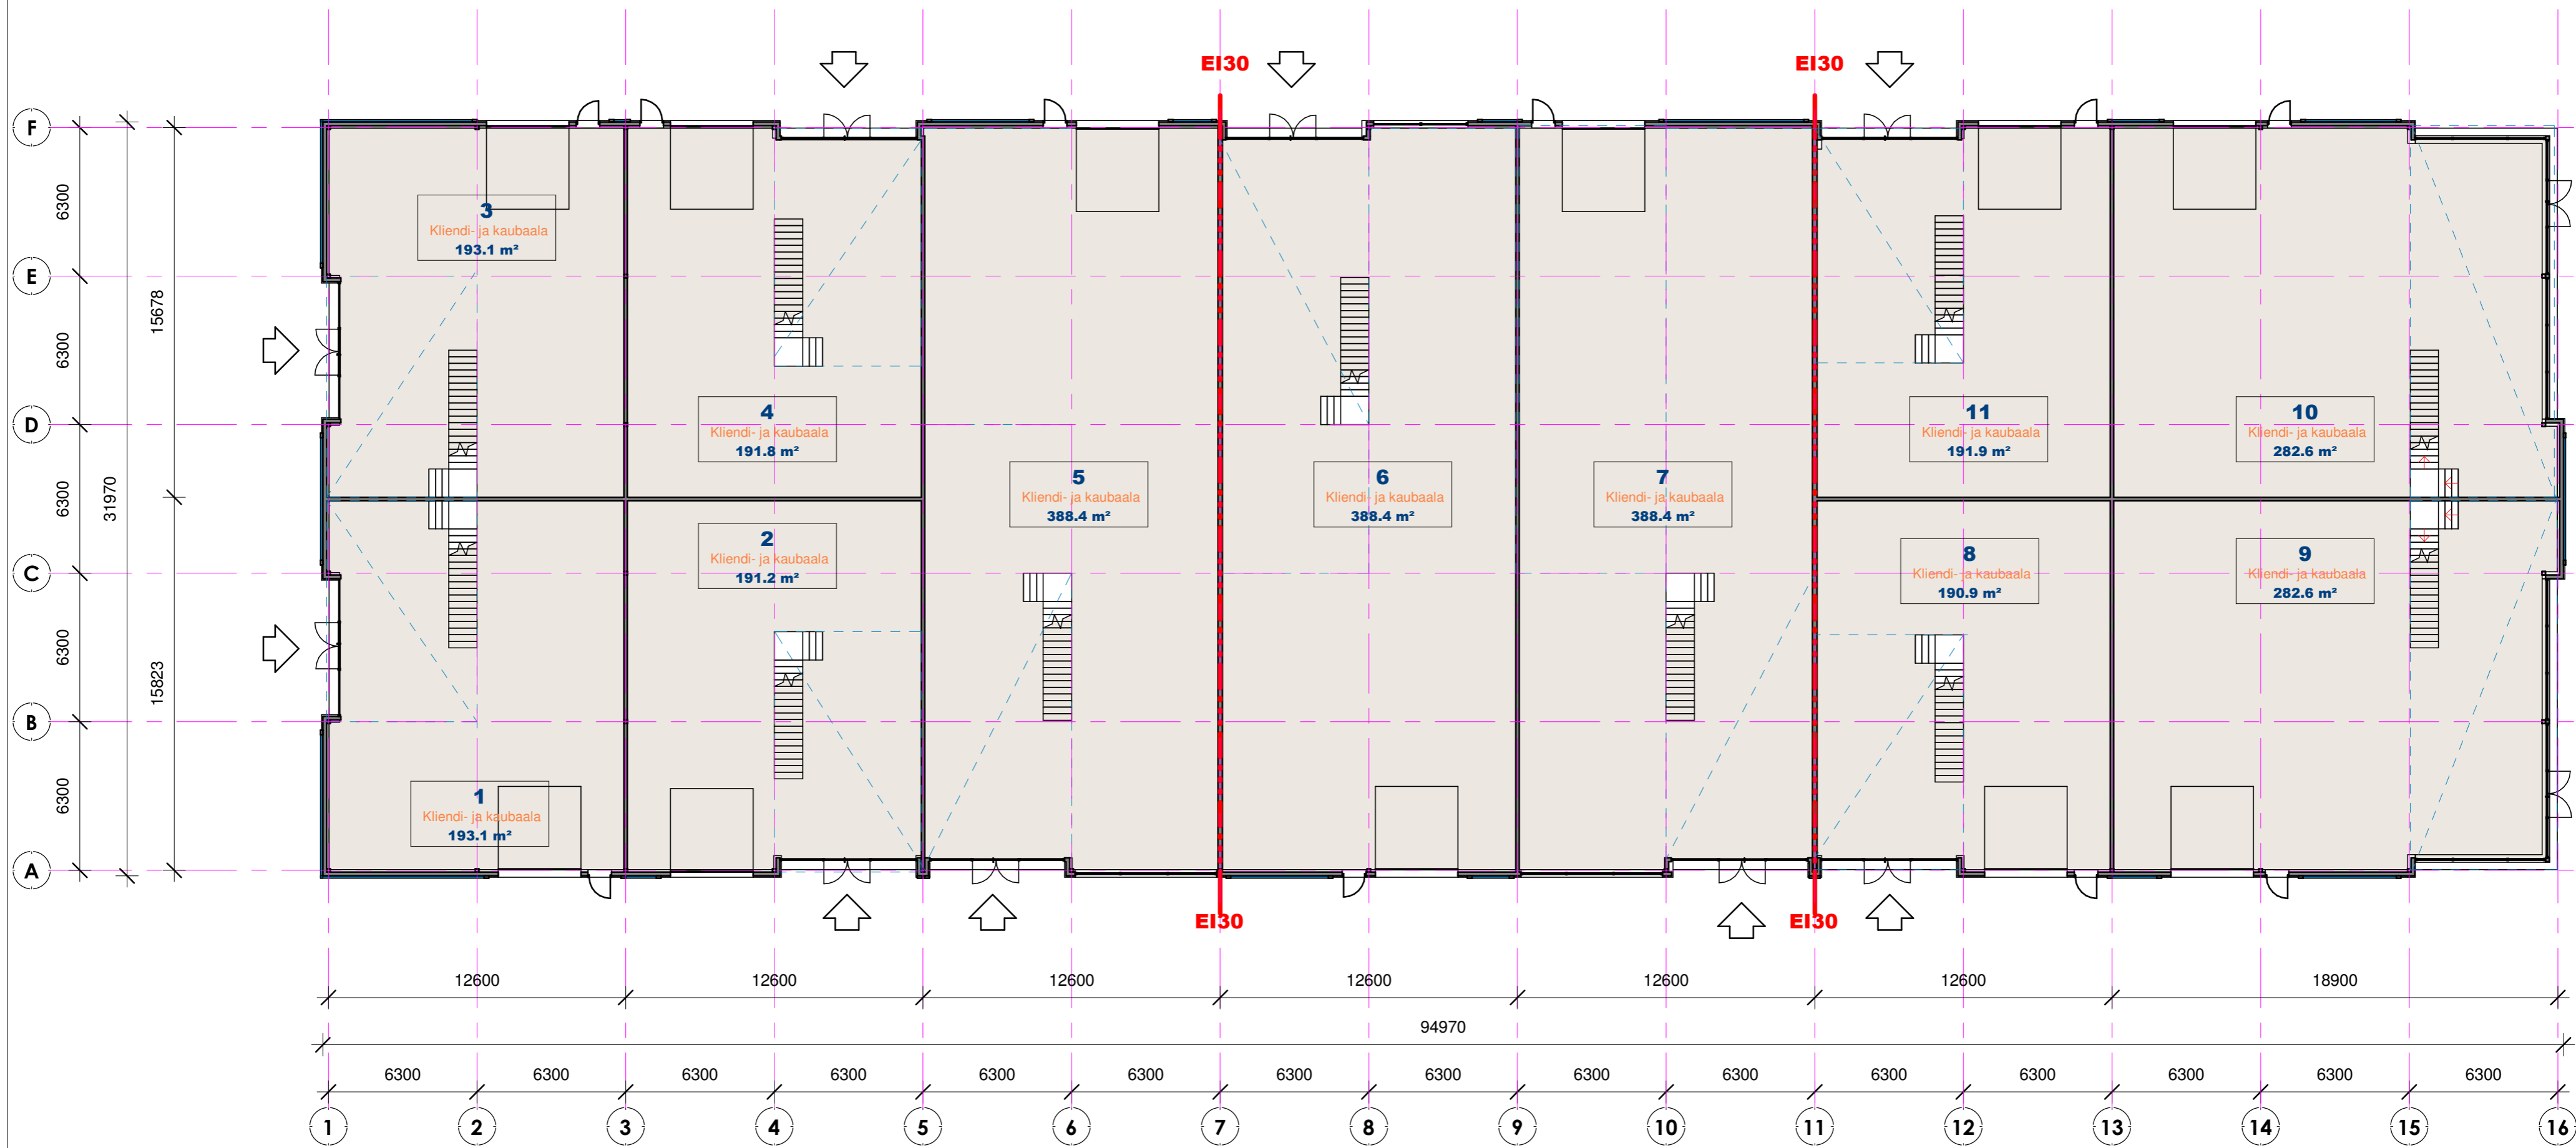 EI30
EI30
F
E
D
C
B
A
6300
6300
6300
6300
6300
31970
15678
15823
3
Kliendi- ja kaubaala
193.1 m²
4
Kliendi- ja kaubaala
191.8 m²
11
Kliendi- ja kaubaala
191.9 m²
10
Kliendi- ja kaubaala
282.6 m²
5
Kliendi- ja kaubaala
388.4 m²
6
Kliendi- ja kaubaala
388.4 m²
7
Kliendi- ja kaubaala
388.4 m²
2
Kliendi- ja kaubaala
191.2 m²
8
Kliendi- ja kaubaala
190.9 m²
9
Kliendi- ja kaubaala
282.6 m²
1
Kliendi- ja kaubaala
193.1 m²
EI30
EI30
12600 12600 12600 12600 12600 12600 18900
94970
6300 6300 6300 6300 6300 6300 6300 6300 6300 6300 6300 6300 6300 6300 6300
1 2 3 4 5 6 7 8 9 10 11 12 13 14 15 16